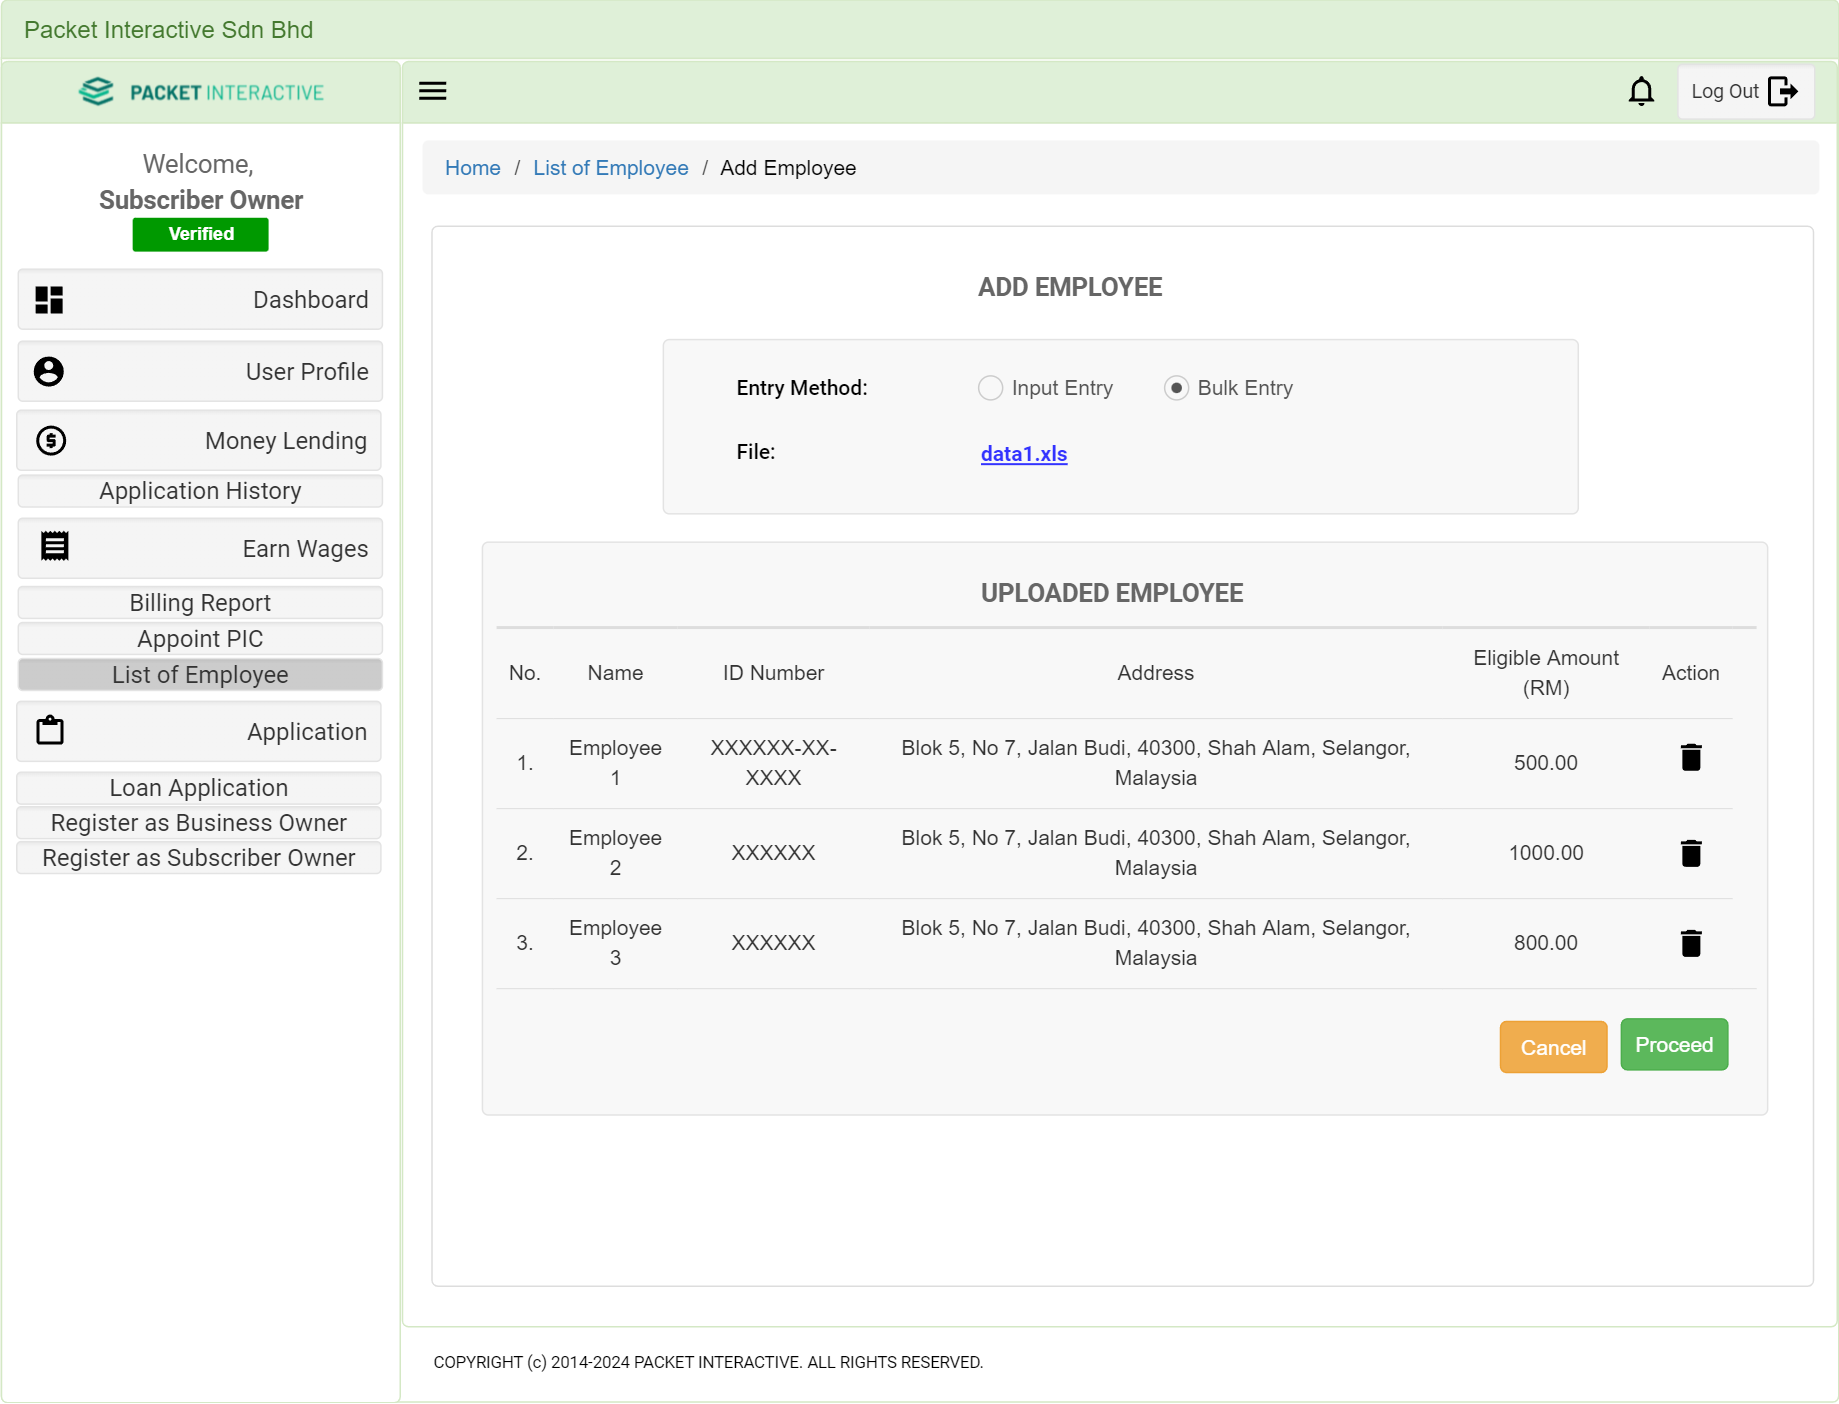 Packet Interactive Sdn Bhd
PACKET INTERACTIVE
Log Out
Welcome,
Subscriber Owner
Verified
Dashboard
User Profile
Money Lending
Application History
Earn Wages
Billing Report
Appoint PIC
List of Employee
Application
Loan Application
Register as Business Owner
Register as Subscriber Owner
Home / List of Employee / Add Employee
ADD EMPLOYEE
Entry Method: Input Entry Bulk Entry
File: data1.xls
UPLOADED EMPLOYEE
No. Name ID Number Address Eligible Amount (RM) Action
1. Employee 1 XXXXXX-XX-XXXX Blok 5, No 7, Jalan Budi, 40300, Shah Alam, Selangor, Malaysia 500.00
2. Employee 2 XXXXXX Blok 5, No 7, Jalan Budi, 40300, Shah Alam, Selangor, Malaysia 1000.00
3. Employee 3 XXXXXX Blok 5, No 7, Jalan Budi, 40300, Shah Alam, Selangor, Malaysia 800.00
Cancel Proceed
COPYRIGHT (c) 2014-2024 PACKET INTERACTIVE. ALL RIGHTS RESERVED.